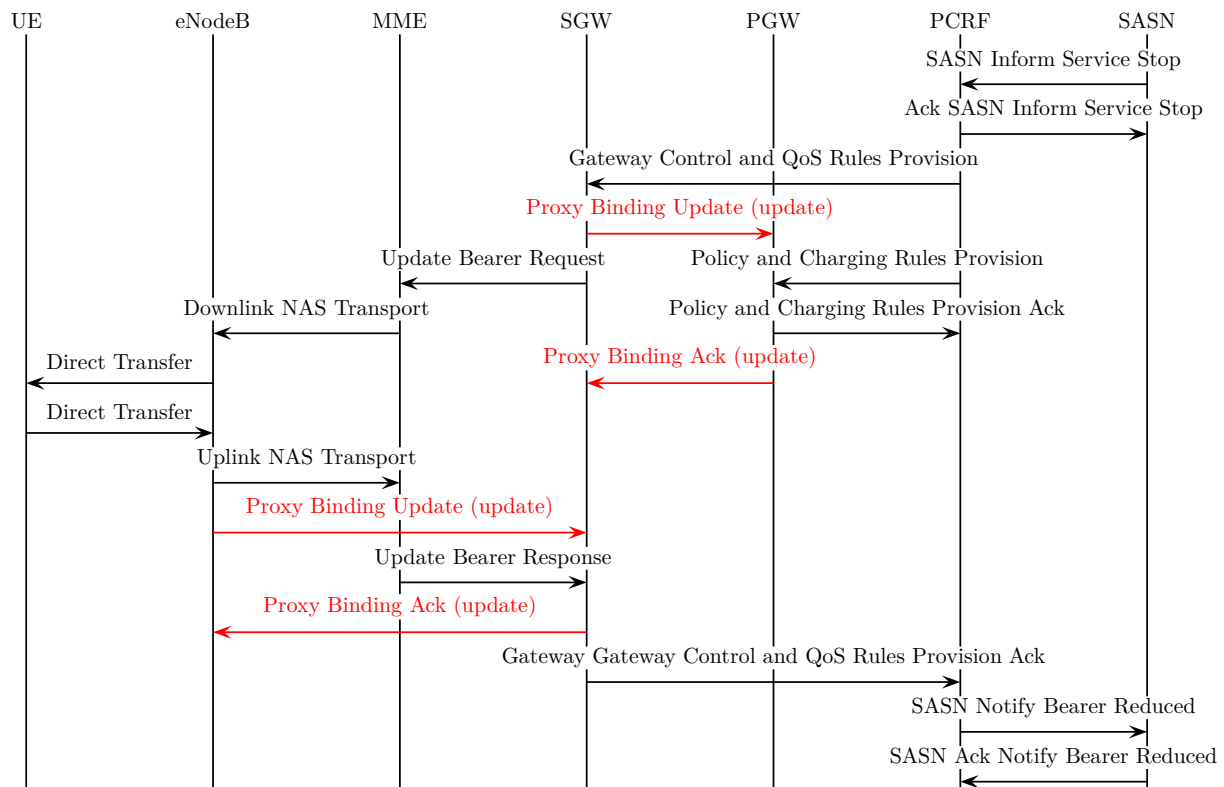 UE eNodeB MME SGW PGW PCRF SASN
SASN Inform Service Stop
Ack SASN Inform Service Stop
Gateway Control and QoS Rules Provision
Proxy Binding Update (update)
Update Bearer Request Policy and Charging Rules Provision
Downlink NAS Transport Policy and Charging Rules Provision Ack
Direct Transfer Proxy Binding Ack (update)
Direct Transfer
Uplink NAS Transport
Proxy Binding Update (update)
Update Bearer Response
Proxy Binding Ack (update)
Gateway Gateway Control and QoS Rules Provision Ack
SASN Notify Bearer Reduced
SASN Ack Notify Bearer Reduced